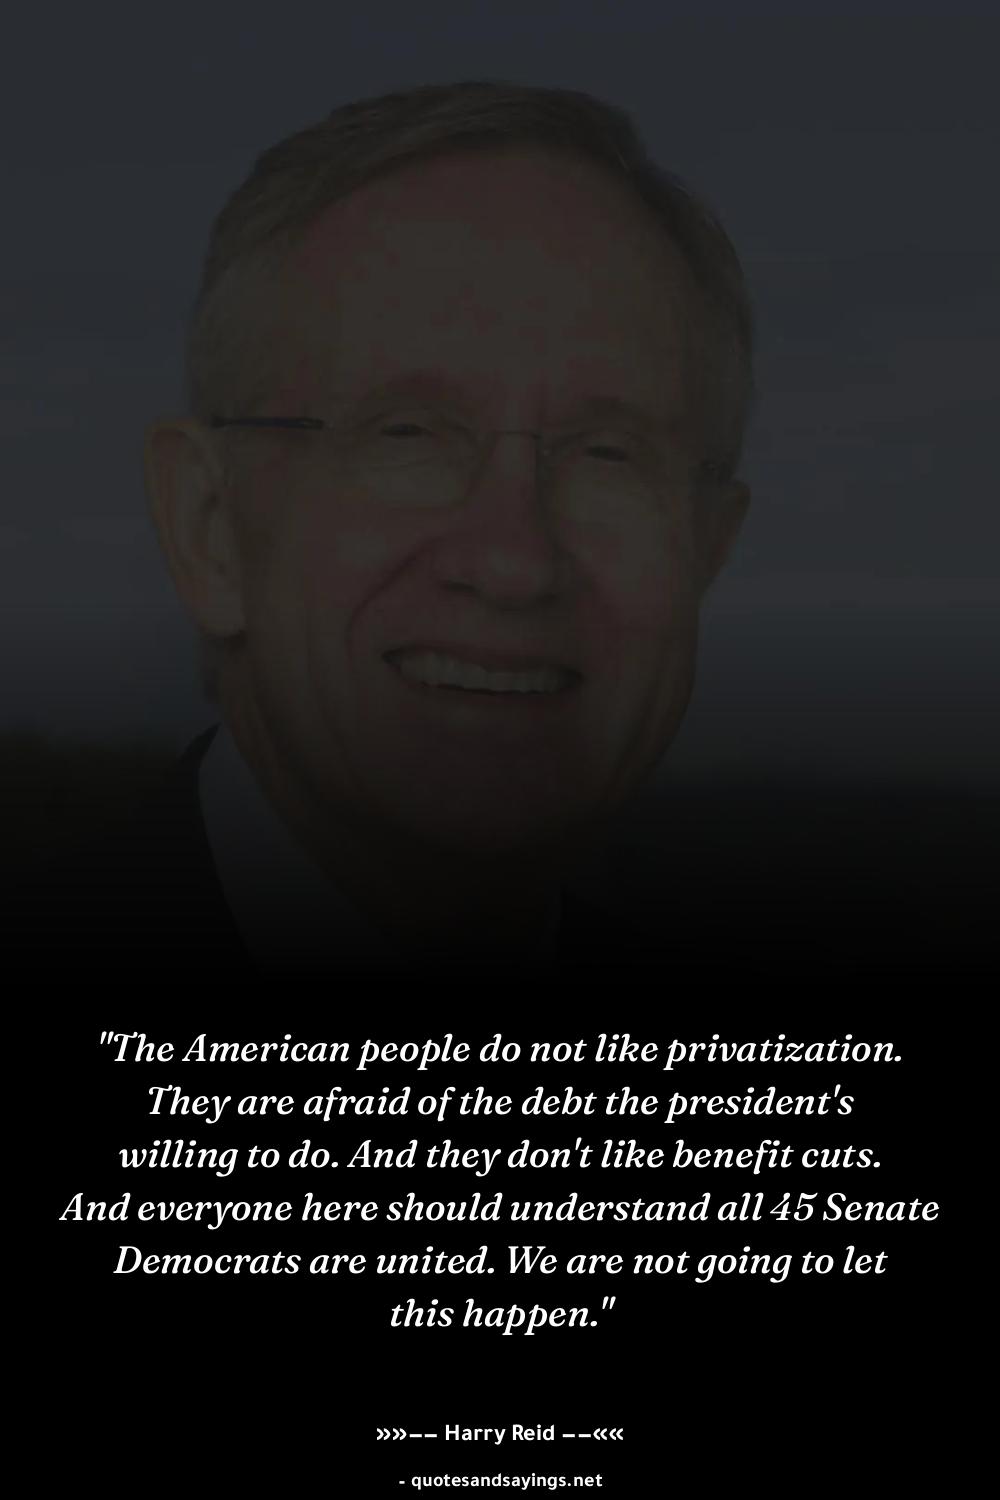 "The American people do not like privatization.
They are afraid of the debt the president's
willing to do. And they don't like benefit cuts.
And everyone here should understand all 45 Senate
Democrats are united. We are not going to let
this happen."
»»−− Harry Reid −−««
- quotesandsayings.net